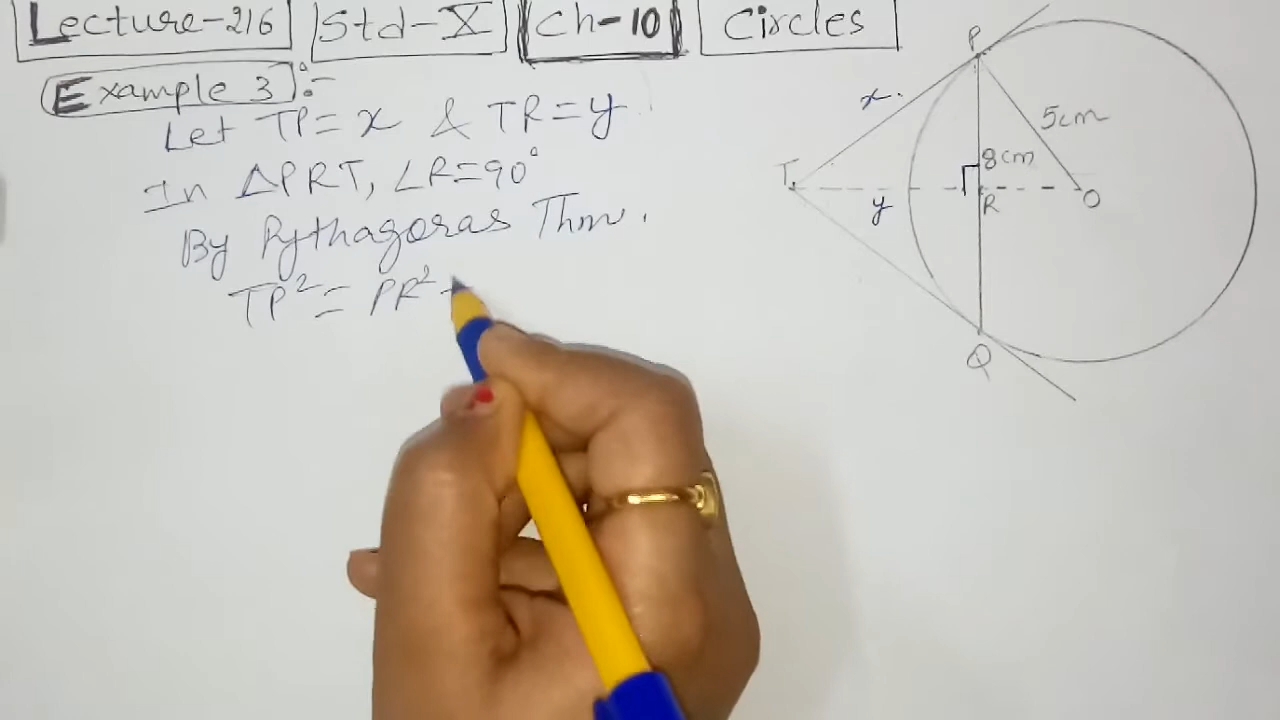 Lecture-216 Std-X Ch-10 Circles
Example 3:-
Let TP=x & TR=y
In △PRT, ∠R=90°
By Pythagoras Thm.
TP²=PR²
P
x.
5cm
8cm
T
y
R
O
Q